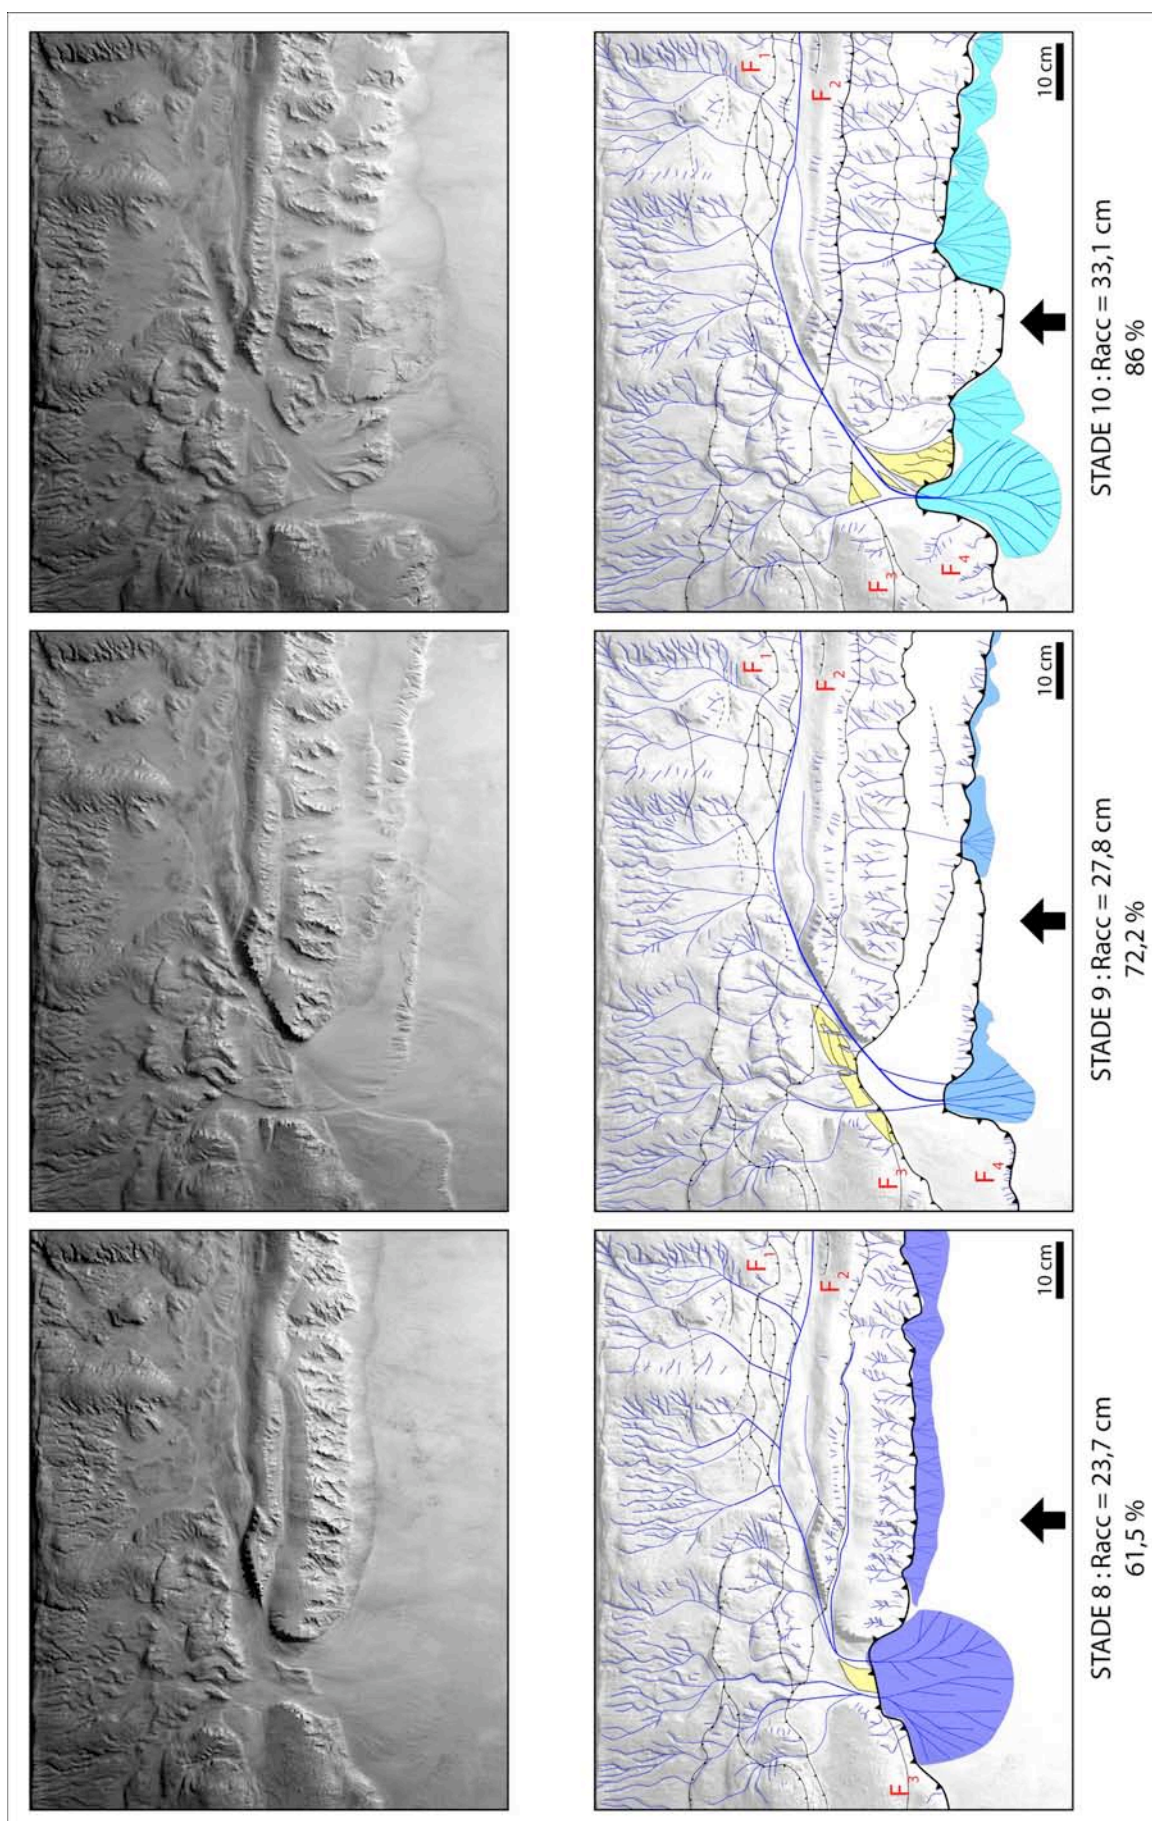 F1
F2
F3
10 cm
STADE 8 : Racc = 23,7 cm
61,5 %
F1
F2
F3
F4
10 cm
STADE 9 : Racc = 27,8 cm
72,2 %
F1
F2
F3
F4
10 cm
STADE 10 : Racc = 33,1 cm
86 %